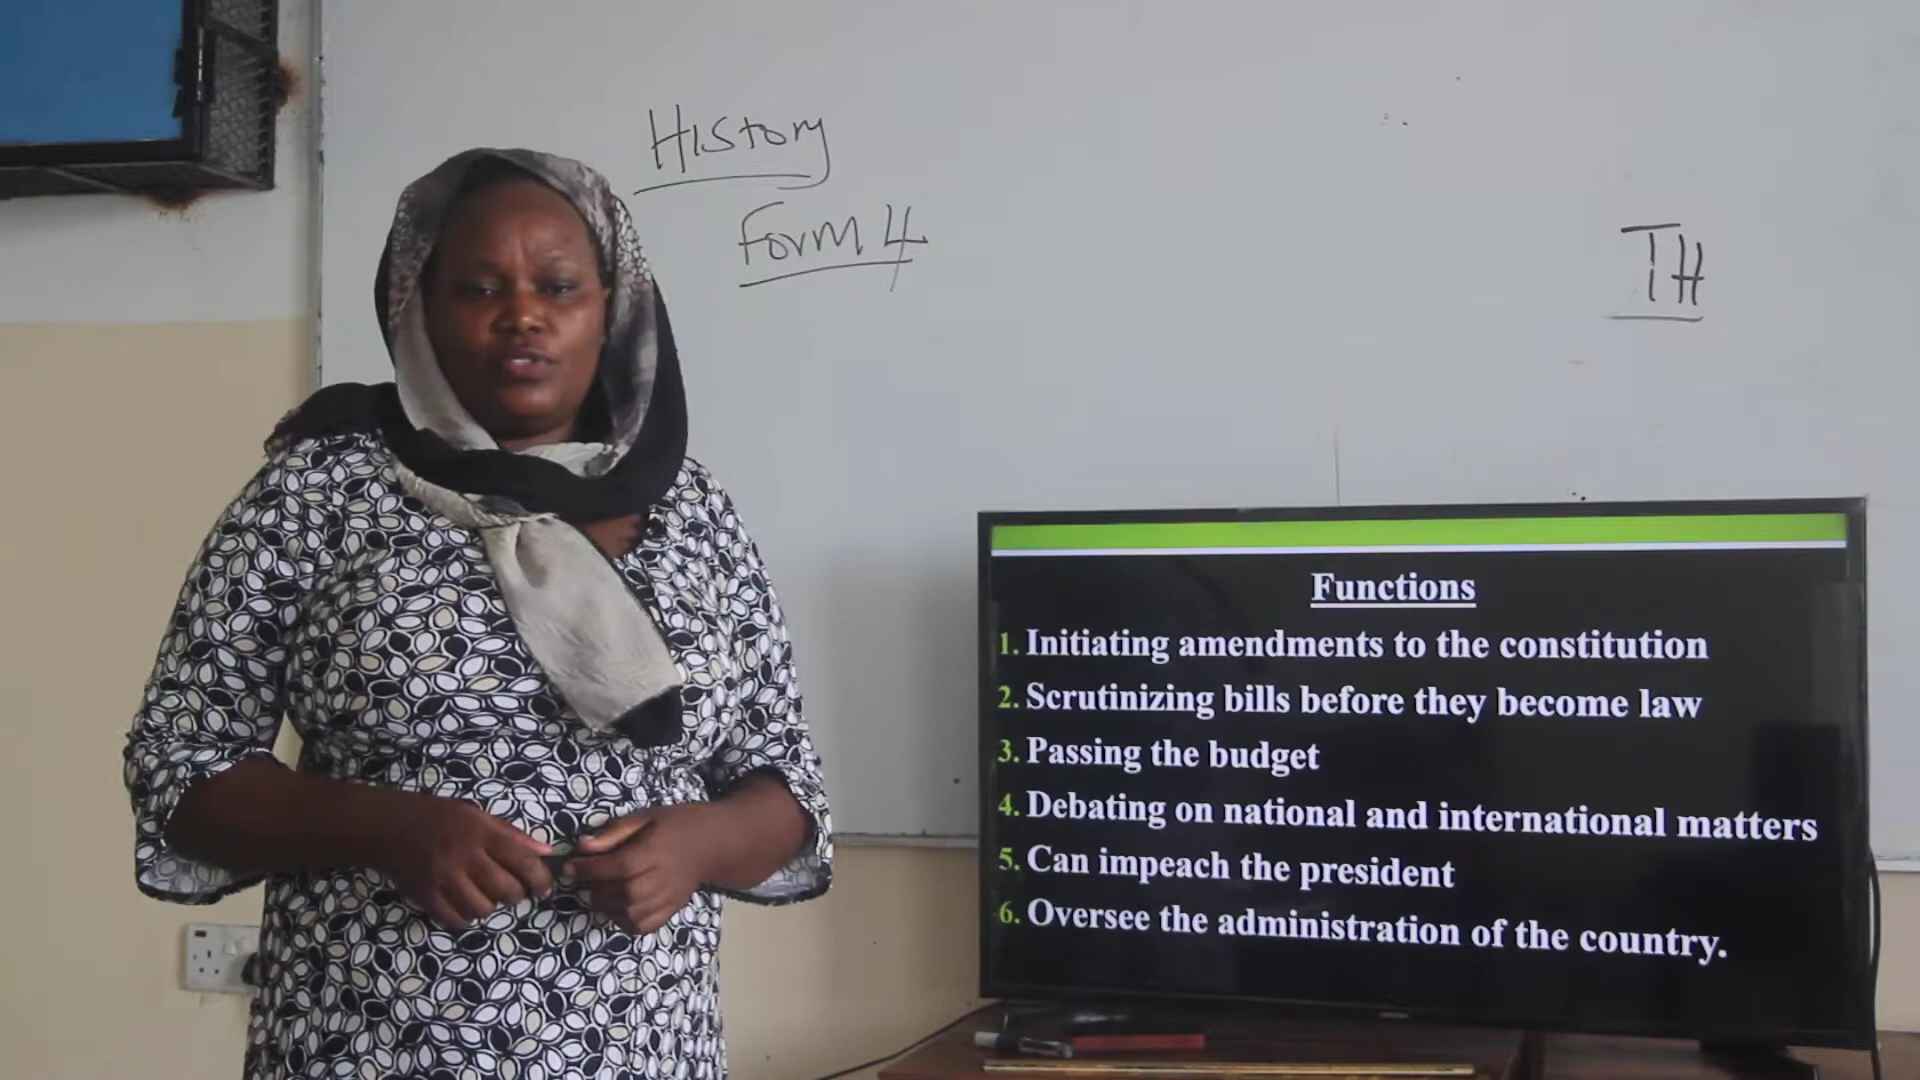 History
Form 4
TH
Functions
1. Initiating amendments to the constitution
2. Scrutinizing bills before they become law
3. Passing the budget
4. Debating on national and international matters
5. Can impeach the president
6. Oversee the administration of the country.